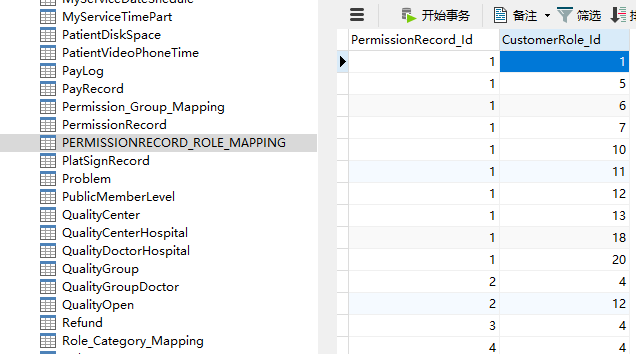 MyServiceTimePart
PatientDiskSpace
PatientVideoPhoneTime
PayLog
PayRecord
Permission_Group_Mapping
PermissionRecord
PERMISSIONRECORD_ROLE_MAPPING
PlatSignRecord
Problem
PublicMemberLevel
QualityCenter
QualityCenterHospital
QualityDoctorHospital
QualityGroup
QualityGroupDoctor
QualityOpen
Refund
Role_Category_Mapping
开始事务 备注 筛选
PermissionRecord_Id CustomerRole_Id
1 1
1 5
1 6
1 7
1 10
1 11
1 12
1 13
1 18
1 20
2 4
2 12
3 4
4 4